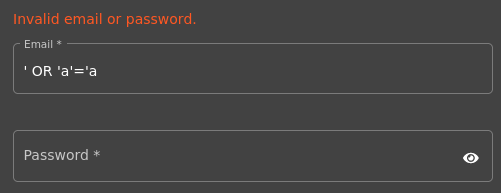 Invalid email or password.
Email *
' OR 'a'='a
Password *